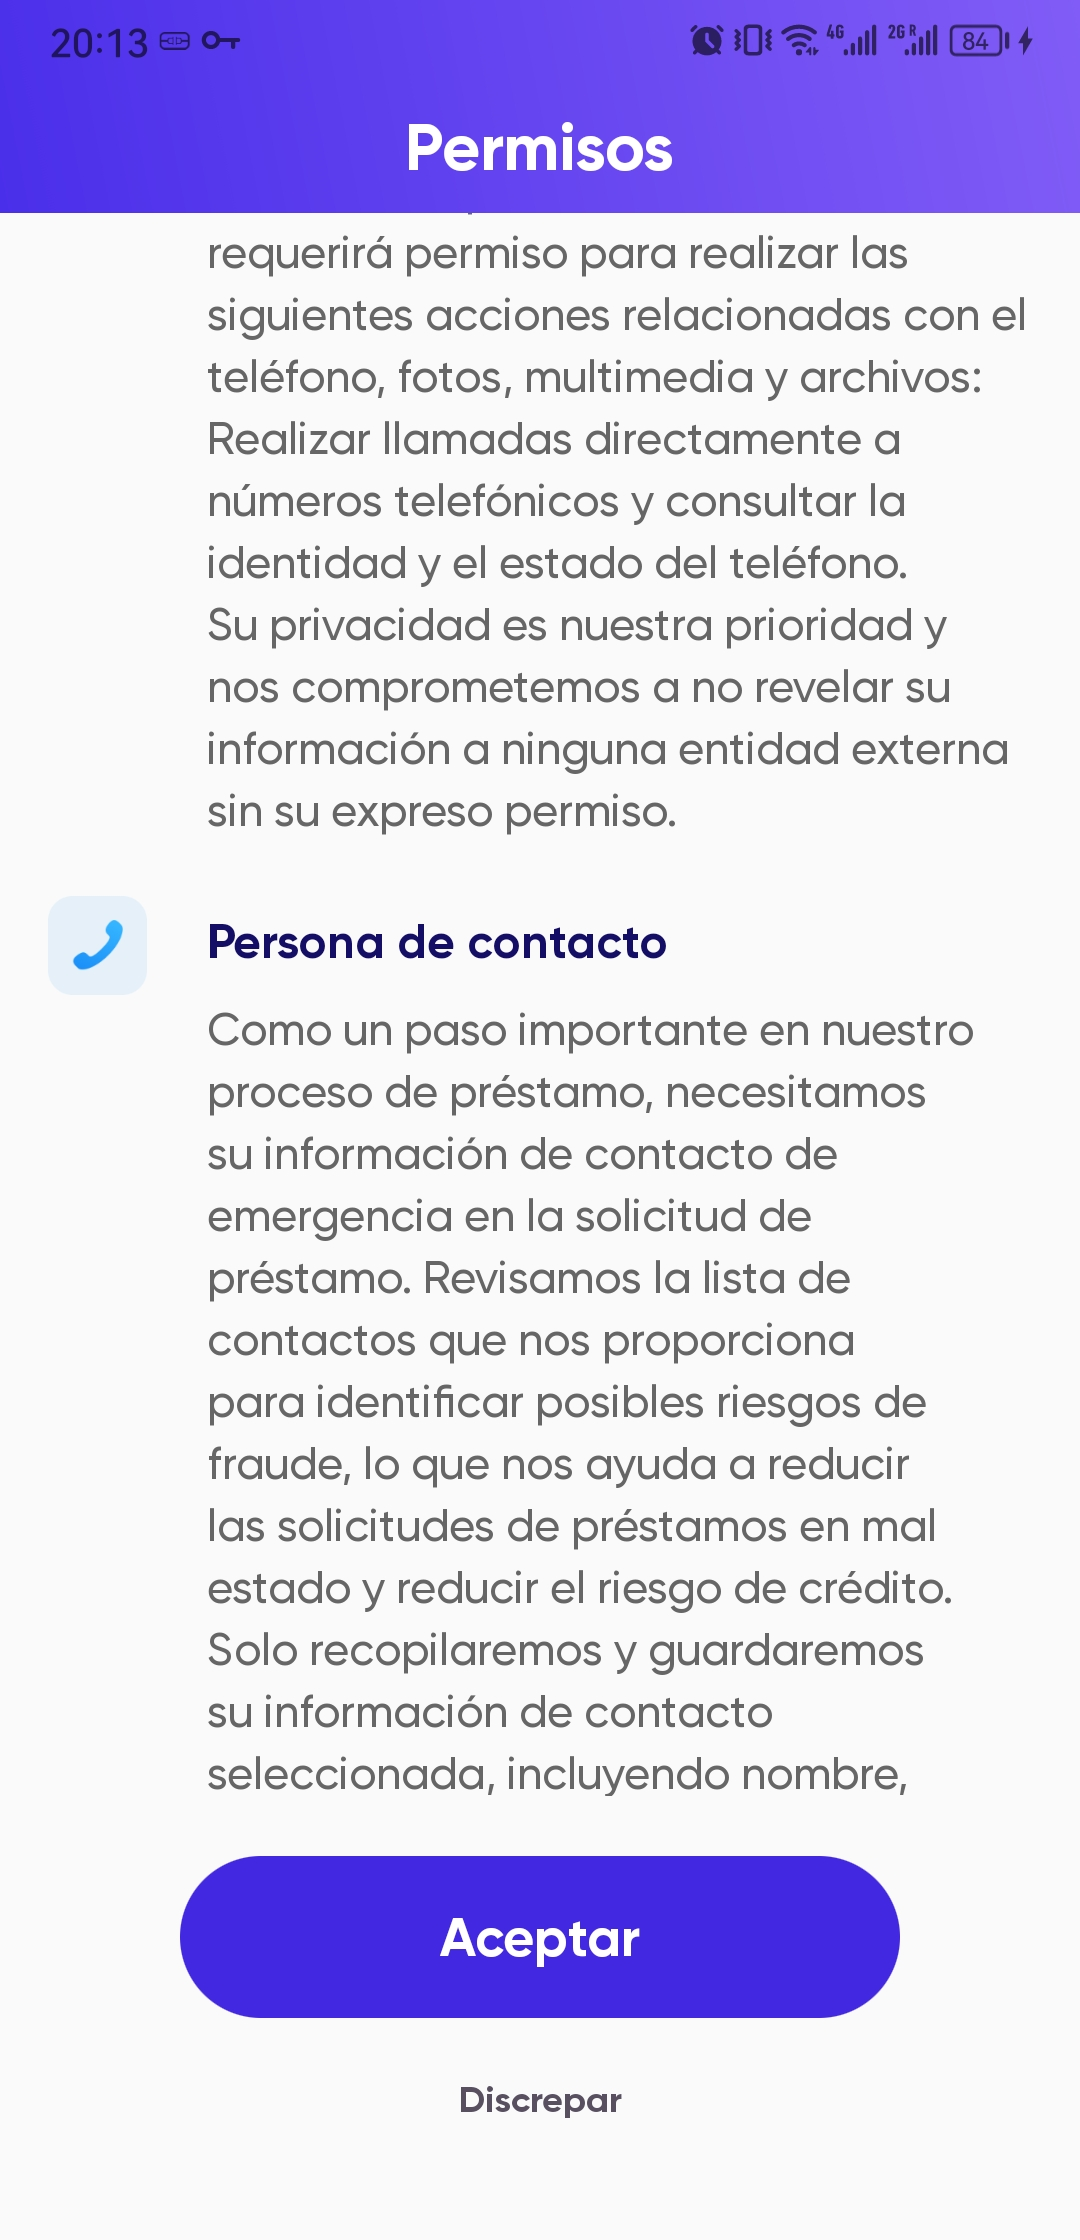 20:13
4G
2G R
84
Permisos
requerirá permiso para realizar las
siguientes acciones relacionadas con el
teléfono, fotos, multimedia y archivos:
Realizar llamadas directamente a
números telefónicos y consultar la
identidad y el estado del teléfono.
Su privacidad es nuestra prioridad y
nos comprometemos a no revelar su
información a ninguna entidad externa
sin su expreso permiso.
Persona de contacto
Como un paso importante en nuestro
proceso de préstamo, necesitamos
su información de contacto de
emergencia en la solicitud de
préstamo. Revisamos la lista de
contactos que nos proporciona
para identificar posibles riesgos de
fraude, lo que nos ayuda a reducir
las solicitudes de préstamos en mal
estado y reducir el riesgo de crédito.
Solo recopilaremos y guardaremos
su información de contacto
seleccionada, incluyendo nombre,
Aceptar
Discrepar